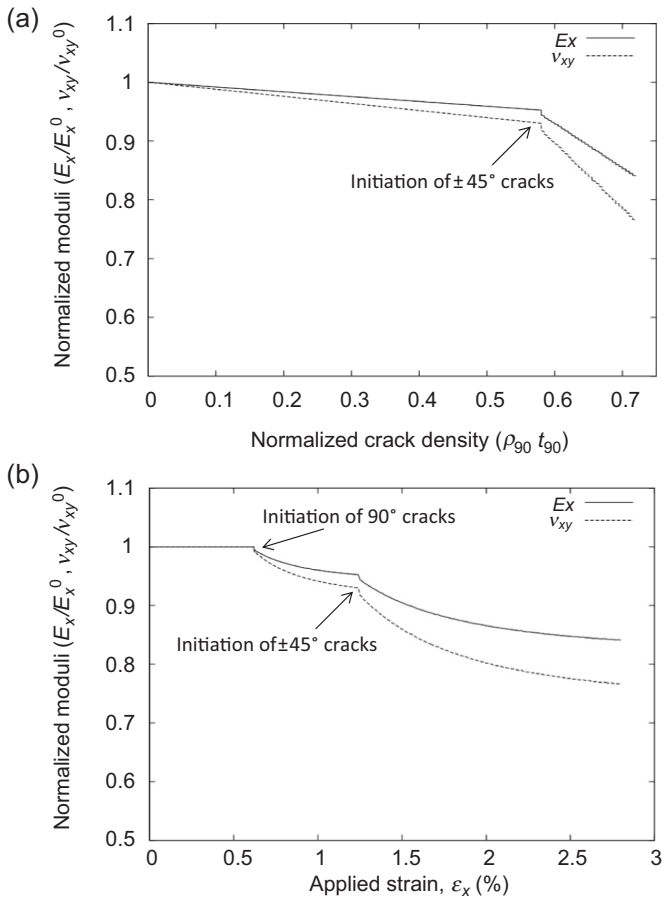 (a)
1.1
1
0.9
0.8
0.7
0.6
0.5
Normalized moduli (Eₓ/Eₓ⁰ , νₓᵧ/νₓᵧ⁰)
Ex
νxy
Initiation of ± 45° cracks
0 0.1 0.2 0.3 0.4 0.5 0.6 0.7
Normalized crack density (ρ₉₀ t₉₀)
(b)
1.1
1
0.9
0.8
0.7
0.6
0.5
Normalized moduli (Eₓ/Eₓ⁰ , νₓᵧ/νₓᵧ⁰)
Ex
νxy
Initiation of 90° cracks
Initiation of ±45° cracks
0 0.5 1 1.5 2 2.5 3
Applied strain, εₓ (%)